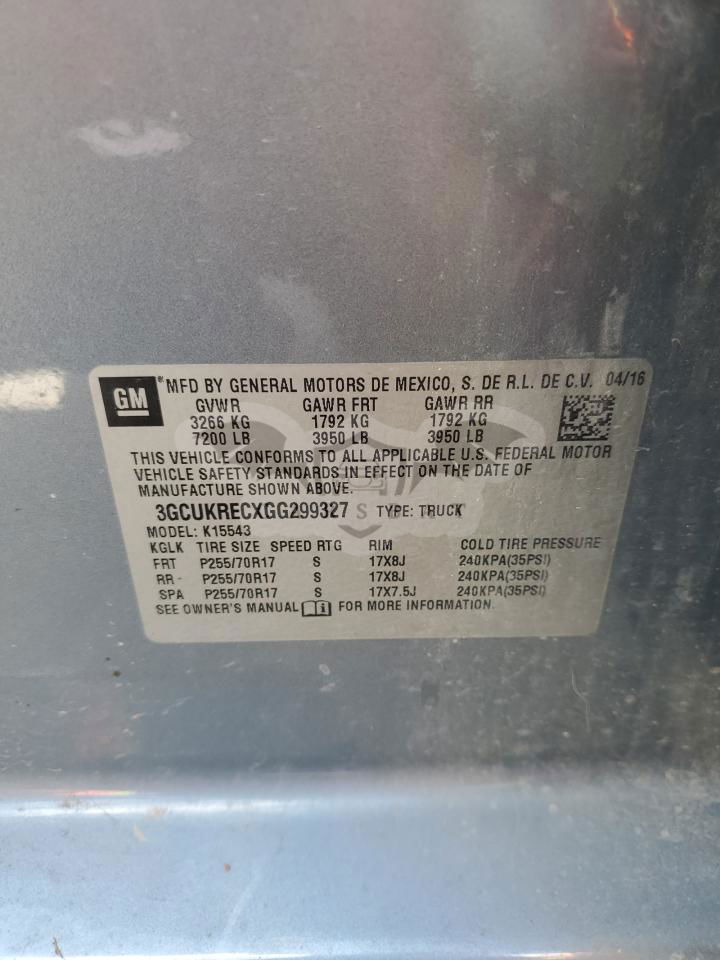 GM ® MFD BY GENERAL MOTORS DE MEXICO, S. DE R.L. DE C.V. 04/16
GVWR GAWR FRT GAWR RR
3266 KG 1792 KG 1792 KG
7200 LB 3950 LB 3950 LB
THIS VEHICLE CONFORMS TO ALL APPLICABLE U.S. FEDERAL MOTOR
VEHICLE SAFETY STANDARDS IN EFFECT ON THE DATE OF
MANUFACTURE SHOWN ABOVE.
3GCUKRECXGG299327 S TYPE: TRUCK
MODEL: K15543
KGLK TIRE SIZE SPEED RTG RIM COLD TIRE PRESSURE
FRT P255/70R17 S 17X8J 240KPA(35PSI)
RR P255/70R17 S 17X8J 240KPA(35PSI)
SPA P255/70R17 S 17X7.5J 240KPA(35PSI)
SEE OWNER'S MANUAL i FOR MORE INFORMATION.